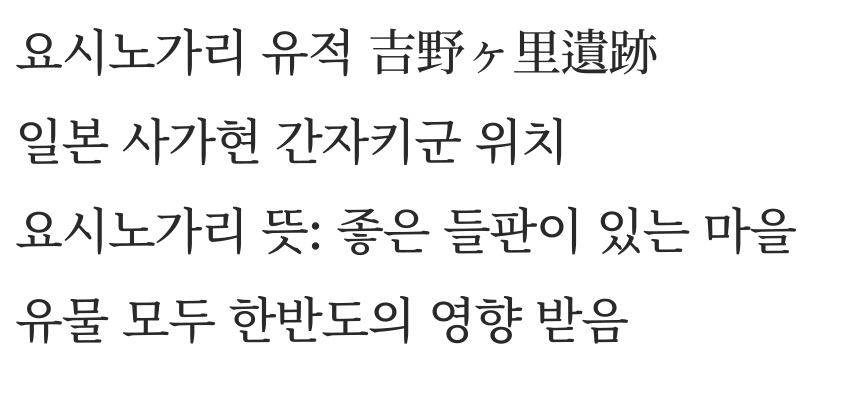 요시노가리 유적 吉野ヶ里遺跡
일본 사가현 간자키군 위치
요시노가리 뜻: 좋은 들판이 있는 마을
유물 모두 한반도의 영향 받음